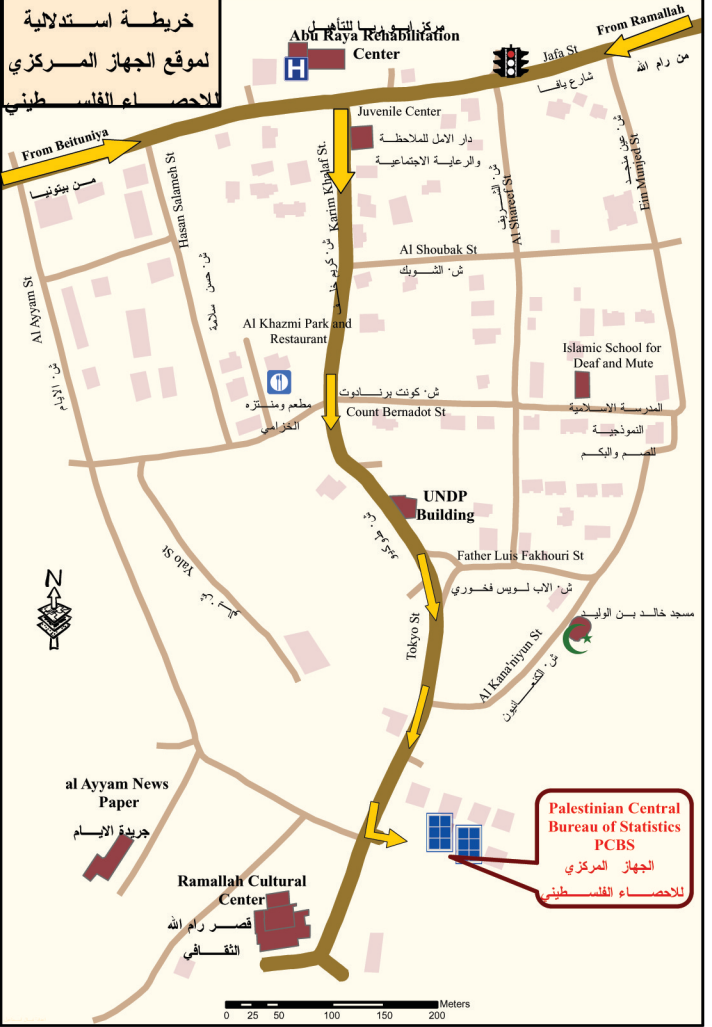 خريطة استدلالية
لموقع الجهاز المركزي
للاحصاء الفلسطيني
مركز ابو ريا للتأهيل
Abu Raya Rehabilitation
Center
H
From Ramallah
من رام الله
Jafa St
شارع يافا
From Beituniya
من بيتونيا
Juvenile Center
دار الامل للملاحظة
والرعاية الاجتماعية
Karim Khalaf St.
ش. كريم خلف
Hasan Salameh St
ش. حسن سلامة
Al Shareef St
ش. الشريف
Ein Munjed St
ش. عين منجد
Al Shoubak St
ش. الشوبك
Al Ayyam St
ش. الايام
Al Khazmi Park and
Restaurant
مطعم ومنتزه
الخزامي
ش. كونت برنادوت
Count Bernadot St
Islamic School for
Deaf and Mute
المدرسة الاسلامية
النموذجية
للصم والبكم
UNDP
Building
ش. طوكيو
Yalo St
ش. يالو
Father Luis Fakhouri St
ش. الاب لويس فخوري
مسجد خالد بن الوليد
N
Tokyo St
Al Kana'niyun St
ش. الكنعانيون
al Ayyam News
Paper
جريدة الايام
Palestinian Central
Bureau of Statistics
PCBS
الجهاز المركزي
للاحصاء الفلسطيني
Ramallah Cultural
Center
قصر رام الله
الثقافي
Meters
0 25 50 100 150 200